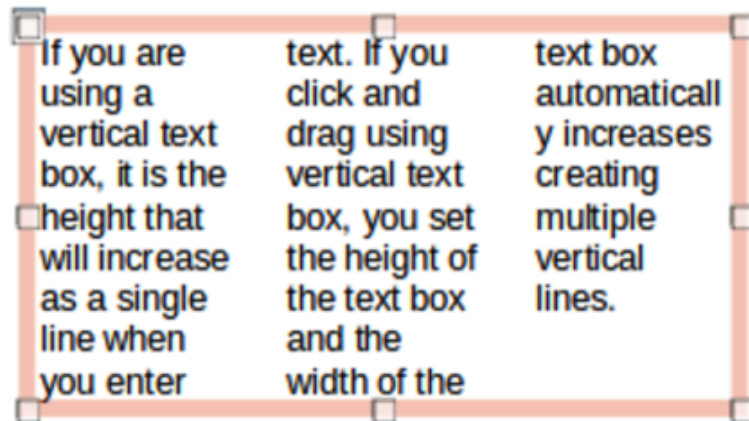 If you are
using a
vertical text
box, it is the
height that
will increase
as a single
line when
you enter
text. If you
click and
drag using
vertical text
box, you set
the height of
the text box
and the
width of the
text box
automaticall
y increases
creating
multiple
vertical
lines.